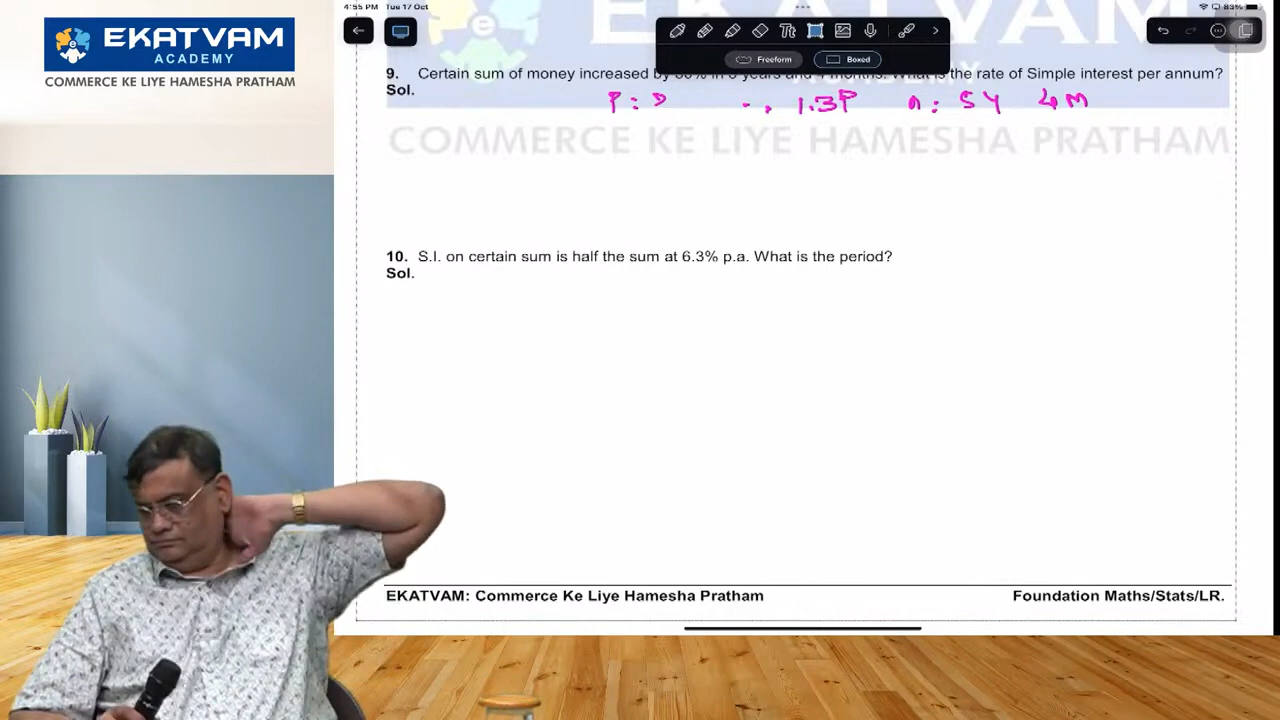 4:55 PM Tue 17 Oct
83%
EKATVAM
ACADEMY
COMMERCE KE LIYE HAMESHA PRATHAM
EKATVAM
Freeform
Boxed
9. Certain sum of money increased by years and months. What is the rate of Simple interest per annum?
Sol.
P: 1.3P n: 5Y 4M
COMMERCE KE LIYE HAMESHA PRATHAM
10. S.I. on certain sum is half the sum at 6.3% p.a. What is the period?
Sol.
EKATVAM: Commerce Ke Liye Hamesha Pratham
Foundation Maths/Stats/LR.